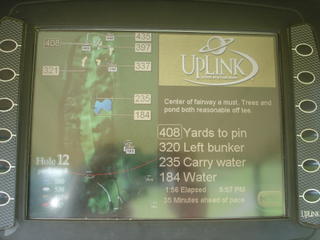 408
435
397
321
337
235
184
Hole 12
UPLINK
Center of fairway a must. Trees and
pond both reasonable off tee.
408 Yards to pin
320 Left bunker
235 Carry water
184 Water
1:56 Elapsed 5:57 PM
35 Minutes ahead of pace
UPLINK